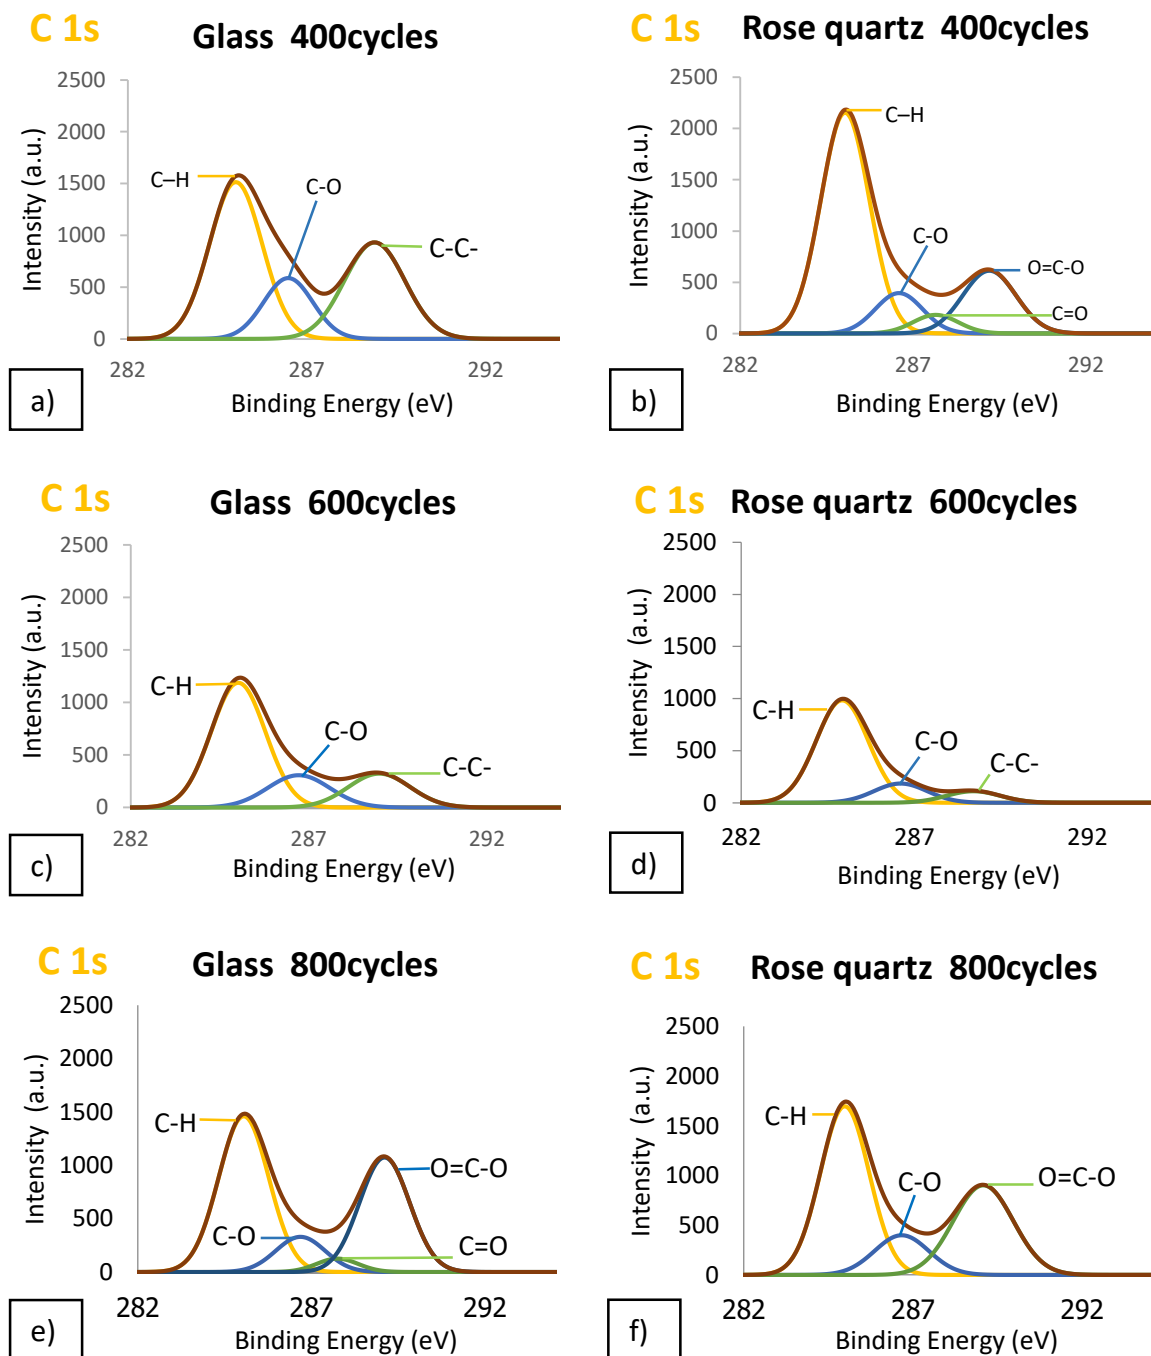 C 1s Glass 400cycles
2500
2000
1500
1000
500
0
282 287 292
Intensity (a.u.)
Binding Energy (eV)
C–H
C-O
C-C-
a)
C 1s Rose quartz 400cycles
2500
2000
1500
1000
500
0
282 287 292
Intensity (a.u.)
Binding Energy (eV)
C–H
C-O
O=C-O
C=O
b)
C 1s Glass 600cycles
2500
2000
1500
1000
500
0
282 287 292
Intensity (a.u.)
Binding Energy (eV)
C-H
C-O
C-C-
c)
C 1s Rose quartz 600cycles
2500
2000
1500
1000
500
0
282 287 292
Intensity (a.u.)
Binding Energy (eV)
C-H
C-O
C-C-
d)
C 1s Glass 800cycles
2500
2000
1500
1000
500
0
282 287 292
Intensity (a.u.)
Binding Energy (eV)
C-H
O=C-O
C-O
C=O
e)
C 1s Rose quartz 800cycles
2500
2000
1500
1000
500
0
282 287 292
Intensity (a.u.)
Binding Energy (eV)
C-H
C-O
O=C-O
f)